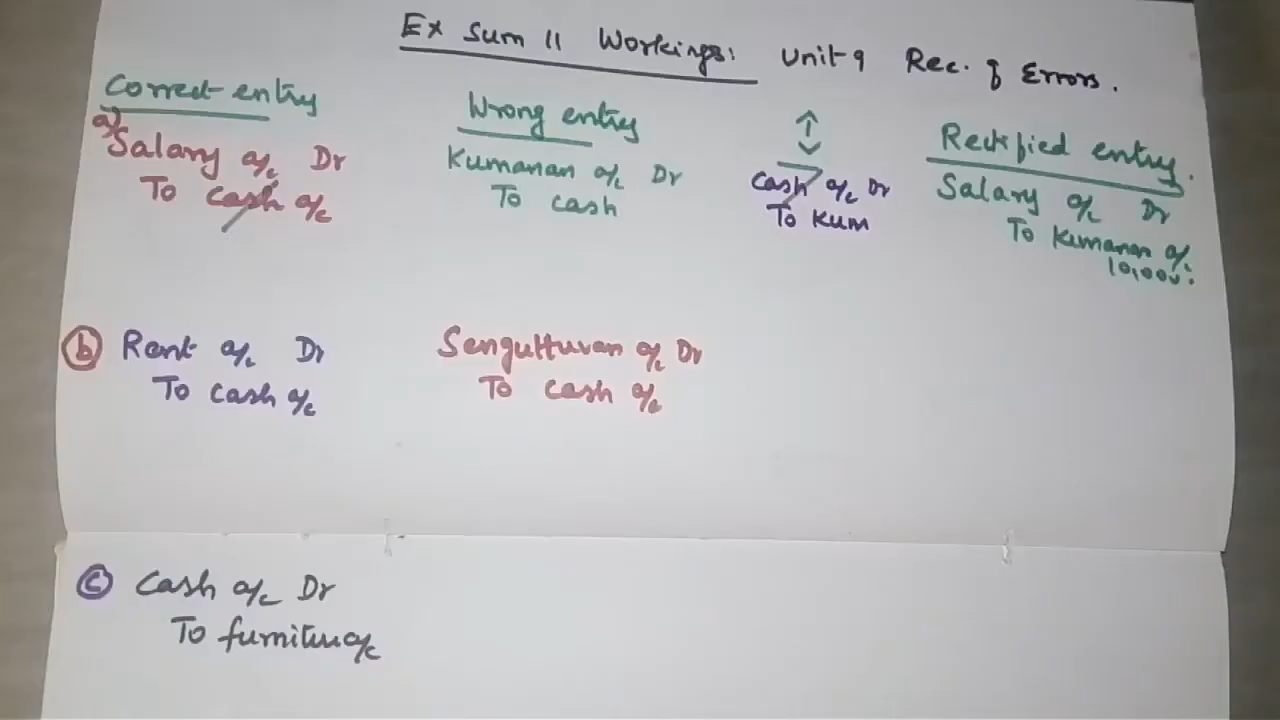 Ex Sum 11 Workings: Unit 9 Rec. of Errors.
Correct entry
a) Salary a/c Dr
To cash a/c
Wrong entry
Kumanan a/c Dr
To cash
Cash a/c Dr
To Kum
Rectified entry.
Salary a/c Dr
To Kumanan a/c
10,000:
b Rent a/c Dr
To cash a/c
Senguttuvan a/c Dr
To cash a/c
c Cash a/c Dr
To furniture a/c